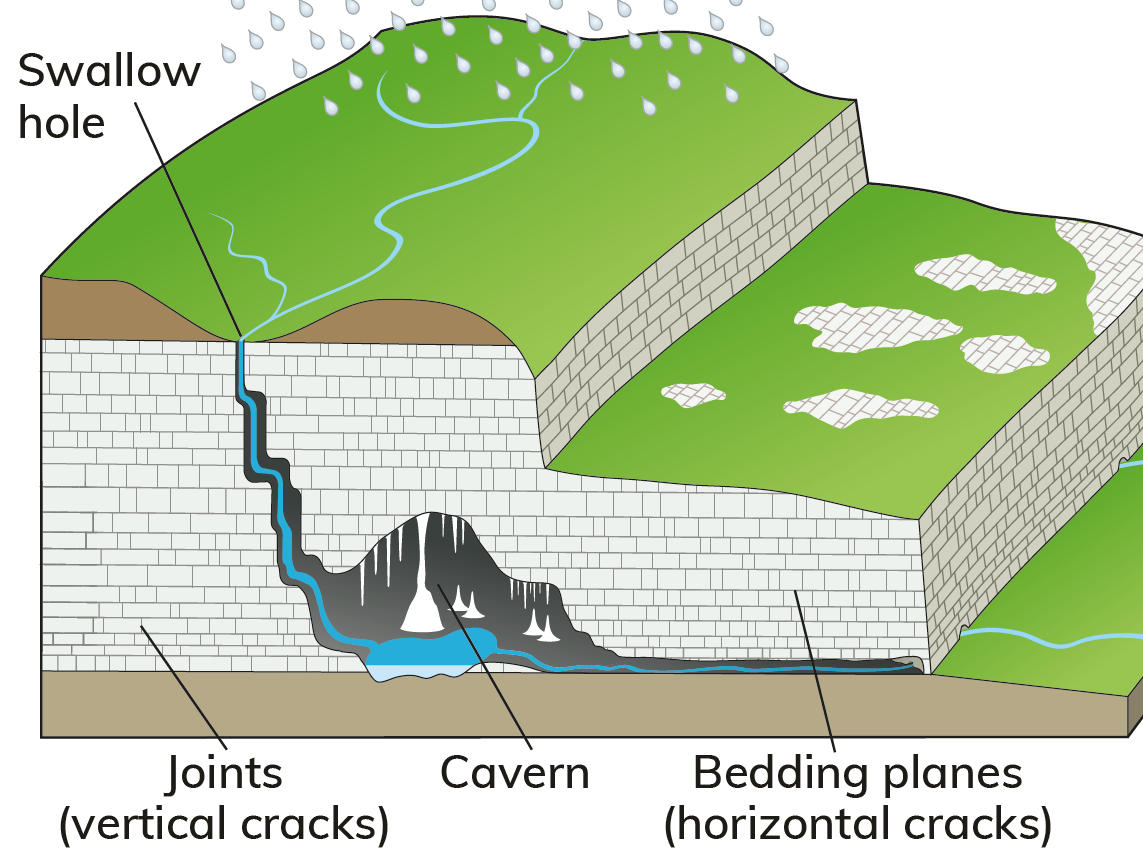 Swallow
hole
Joints
(vertical cracks)
Cavern
Bedding planes
(horizontal cracks)